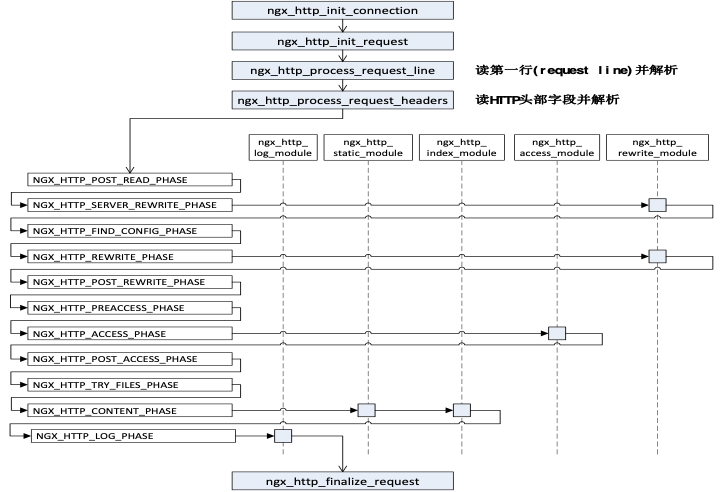 ngx_http_init_connection
ngx_http_init_request
ngx_http_process_request_line
读第一行(request line)并解析
ngx_http_process_request_headers
读HTTP头部字段并解析
ngx_http_
log_module
ngx_http_
static_module
ngx_http_
index_module
ngx_http_
access_module
ngx_http_
rewrite_module
NGX_HTTP_POST_READ_PHASE
NGX_HTTP_SERVER_REWRITE_PHASE
NGX_HTTP_FIND_CONFIG_PHASE
NGX_HTTP_REWRITE_PHASE
NGX_HTTP_POST_REWRITE_PHASE
NGX_HTTP_PREACCESS_PHASE
NGX_HTTP_ACCESS_PHASE
NGX_HTTP_POST_ACCESS_PHASE
NGX_HTTP_TRY_FILES_PHASE
NGX_HTTP_CONTENT_PHASE
NGX_HTTP_LOG_PHASE
ngx_http_finalize_request